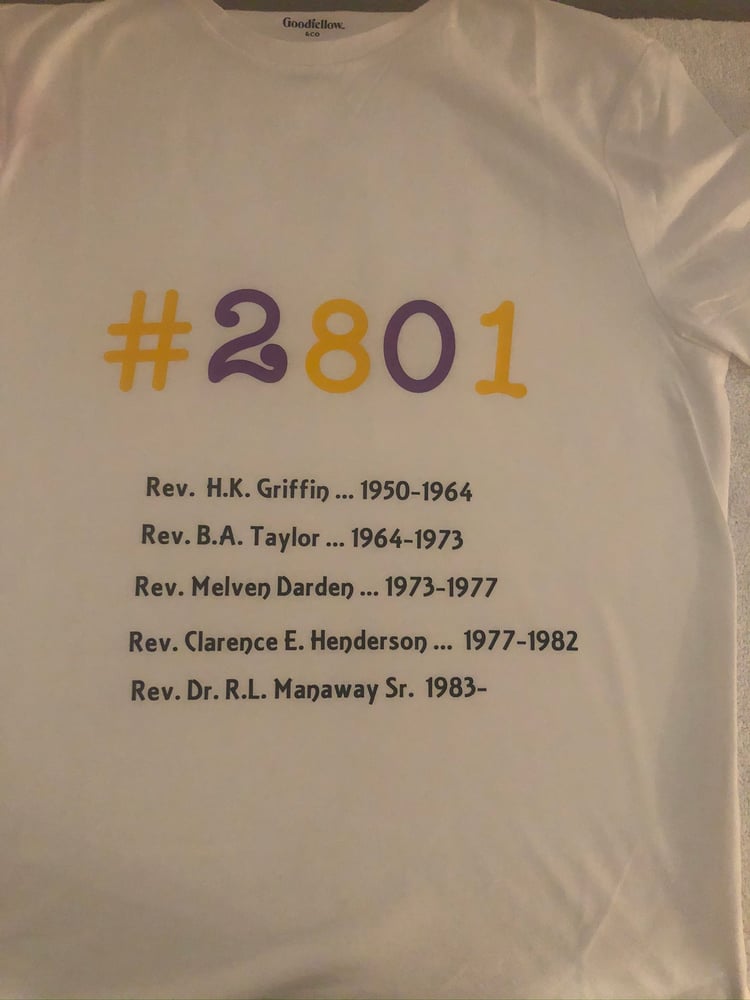 Goodfellow.
&CO
#2801
Rev. H.K. Griffin ... 1950-1964
Rev. B.A. Taylor ... 1964-1973
Rev. Melven Darden ... 1973-1977
Rev. Clarence E. Henderson ... 1977-1982
Rev. Dr. R.L. Manaway Sr. 1983-